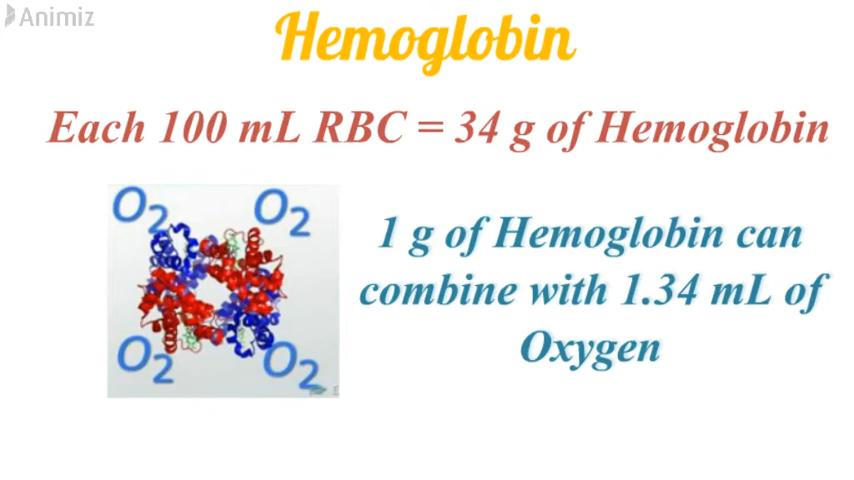 Animiz
Hemoglobin
Each 100 mL RBC = 34 g of Hemoglobin
O2 O2
1 g of Hemoglobin can
combine with 1.34 mL of
Oxygen
O2 O2